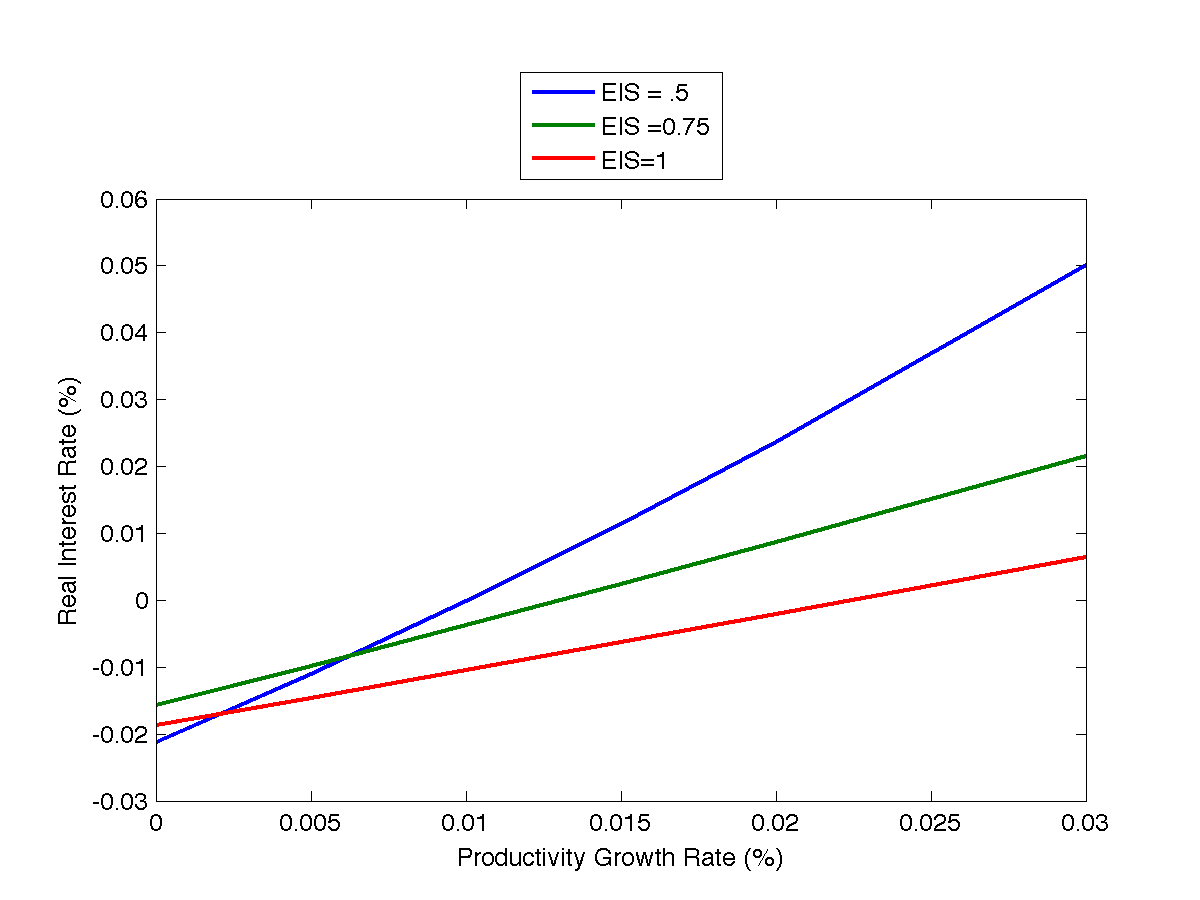 EIS = .5
EIS =0.75
EIS=1
0.06
0.05
0.04
0.03
0.02
0.01
0
-0.01
-0.02
-0.03
Real Interest Rate (%)
0 0.005 0.01 0.015 0.02 0.025 0.03
Productivity Growth Rate (%)